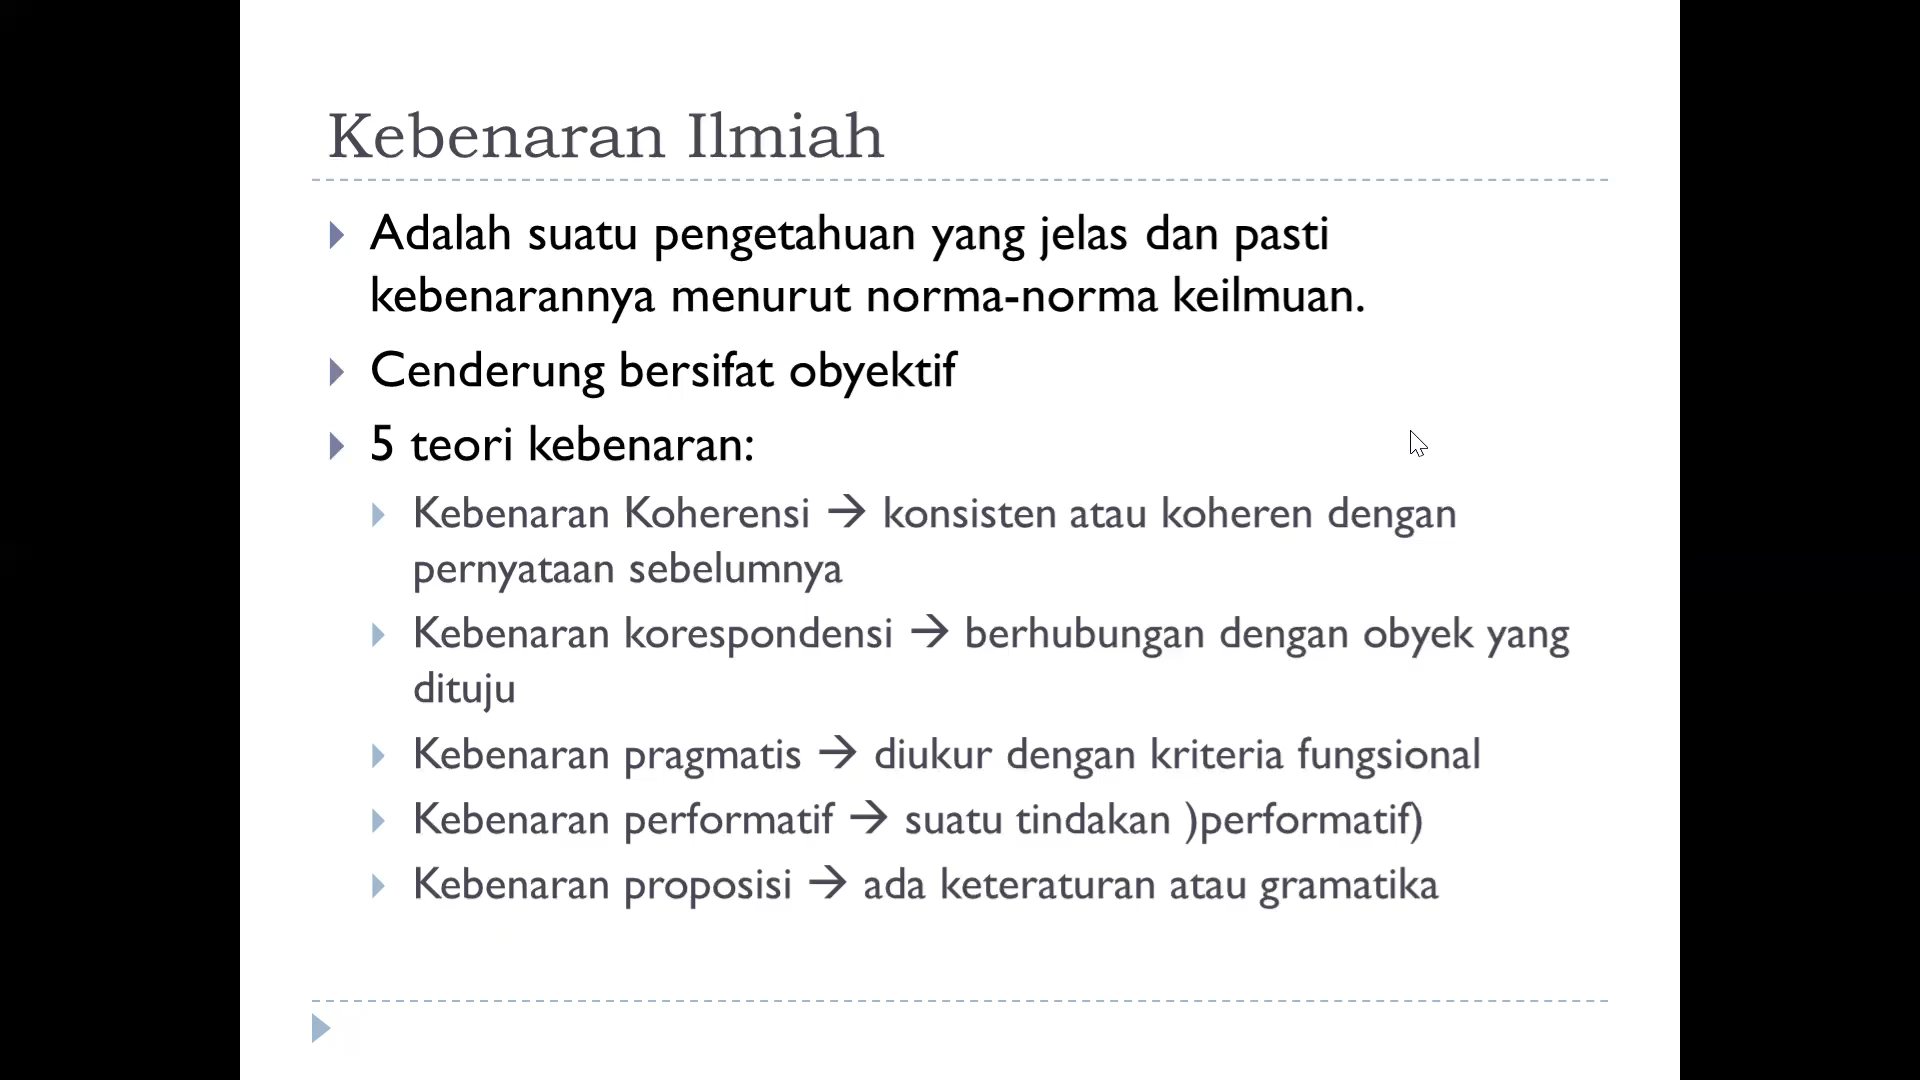 Kebenaran Ilmiah
Adalah suatu pengetahuan yang jelas dan pasti
kebenarannya menurut norma-norma keilmuan.
Cenderung bersifat obyektif
5 teori kebenaran:
Kebenaran Koherensi → konsisten atau koheren dengan
pernyataan sebelumnya
Kebenaran korespondensi → berhubungan dengan obyek yang
dituju
Kebenaran pragmatis → diukur dengan kriteria fungsional
Kebenaran performatif → suatu tindakan )performatif)
Kebenaran proposisi → ada keteraturan atau gramatika